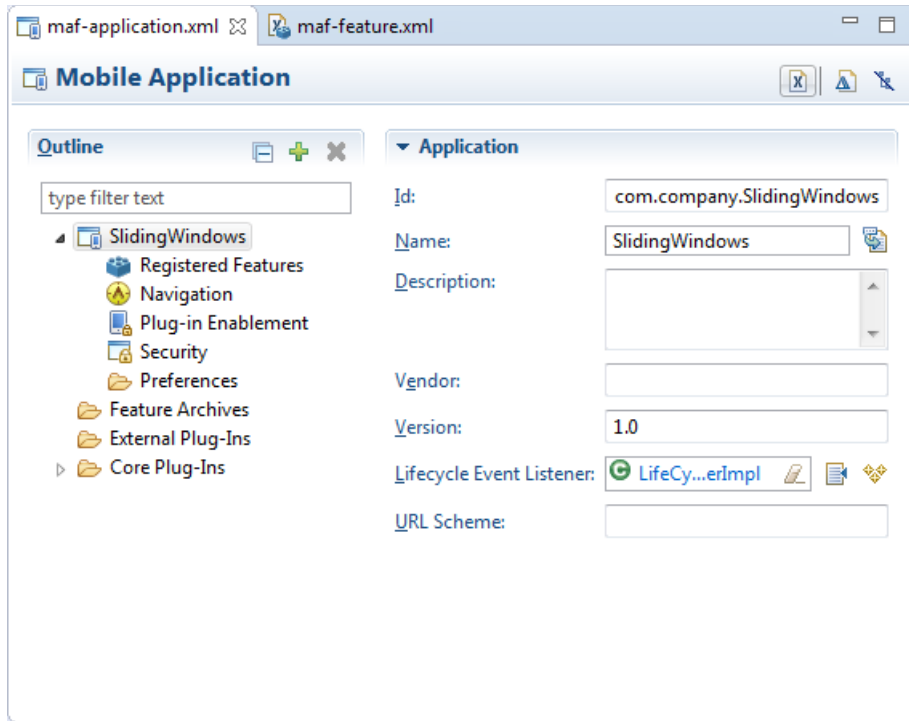 maf-application.xml maf-feature.xml
Mobile Application
Outline
type filter text
SlidingWindows
Registered Features
Navigation
Plug-in Enablement
Security
Preferences
Feature Archives
External Plug-Ins
Core Plug-Ins
Application
Id: com.company.SlidingWindows
Name: SlidingWindows
Description:
Vendor:
Version: 1.0
Lifecycle Event Listener: LifeCy...erImpl
URL Scheme: